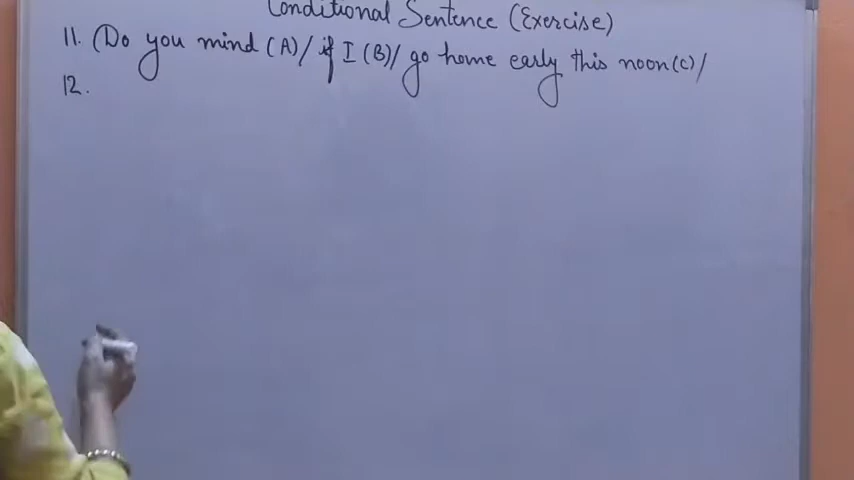 Conditional Sentence (Exercise)
11. (Do you mind (A)/ if I (B)/ go home early this noon(C)/
12.